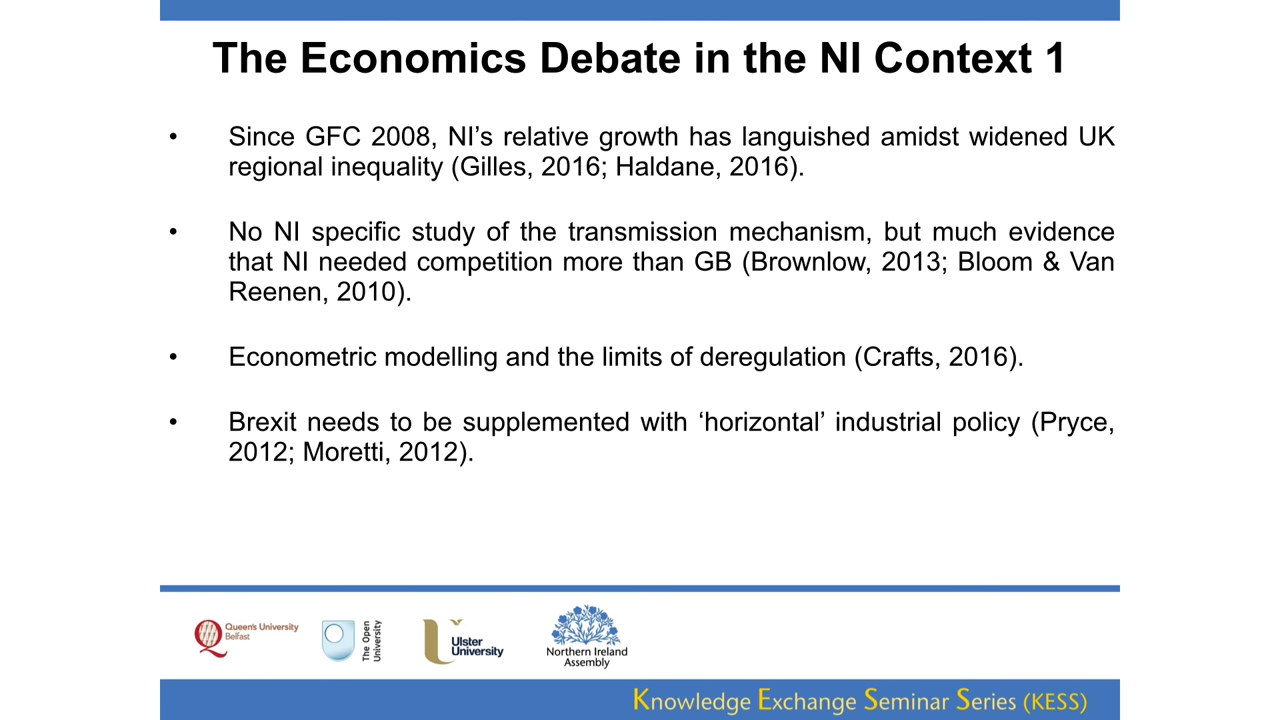 The Economics Debate in the NI Context 1
• Since GFC 2008, NI’s relative growth has languished amidst widened UK
regional inequality (Gilles, 2016; Haldane, 2016).
• No NI specific study of the transmission mechanism, but much evidence
that NI needed competition more than GB (Brownlow, 2013; Bloom & Van
Reenen, 2010).
• Econometric modelling and the limits of deregulation (Crafts, 2016).
• Brexit needs to be supplemented with ‘horizontal’ industrial policy (Pryce,
2012; Moretti, 2012).
Queen's University
Belfast
The Open
University
Ulster
University
Northern Ireland
Assembly
Knowledge Exchange Seminar Series (KESS)